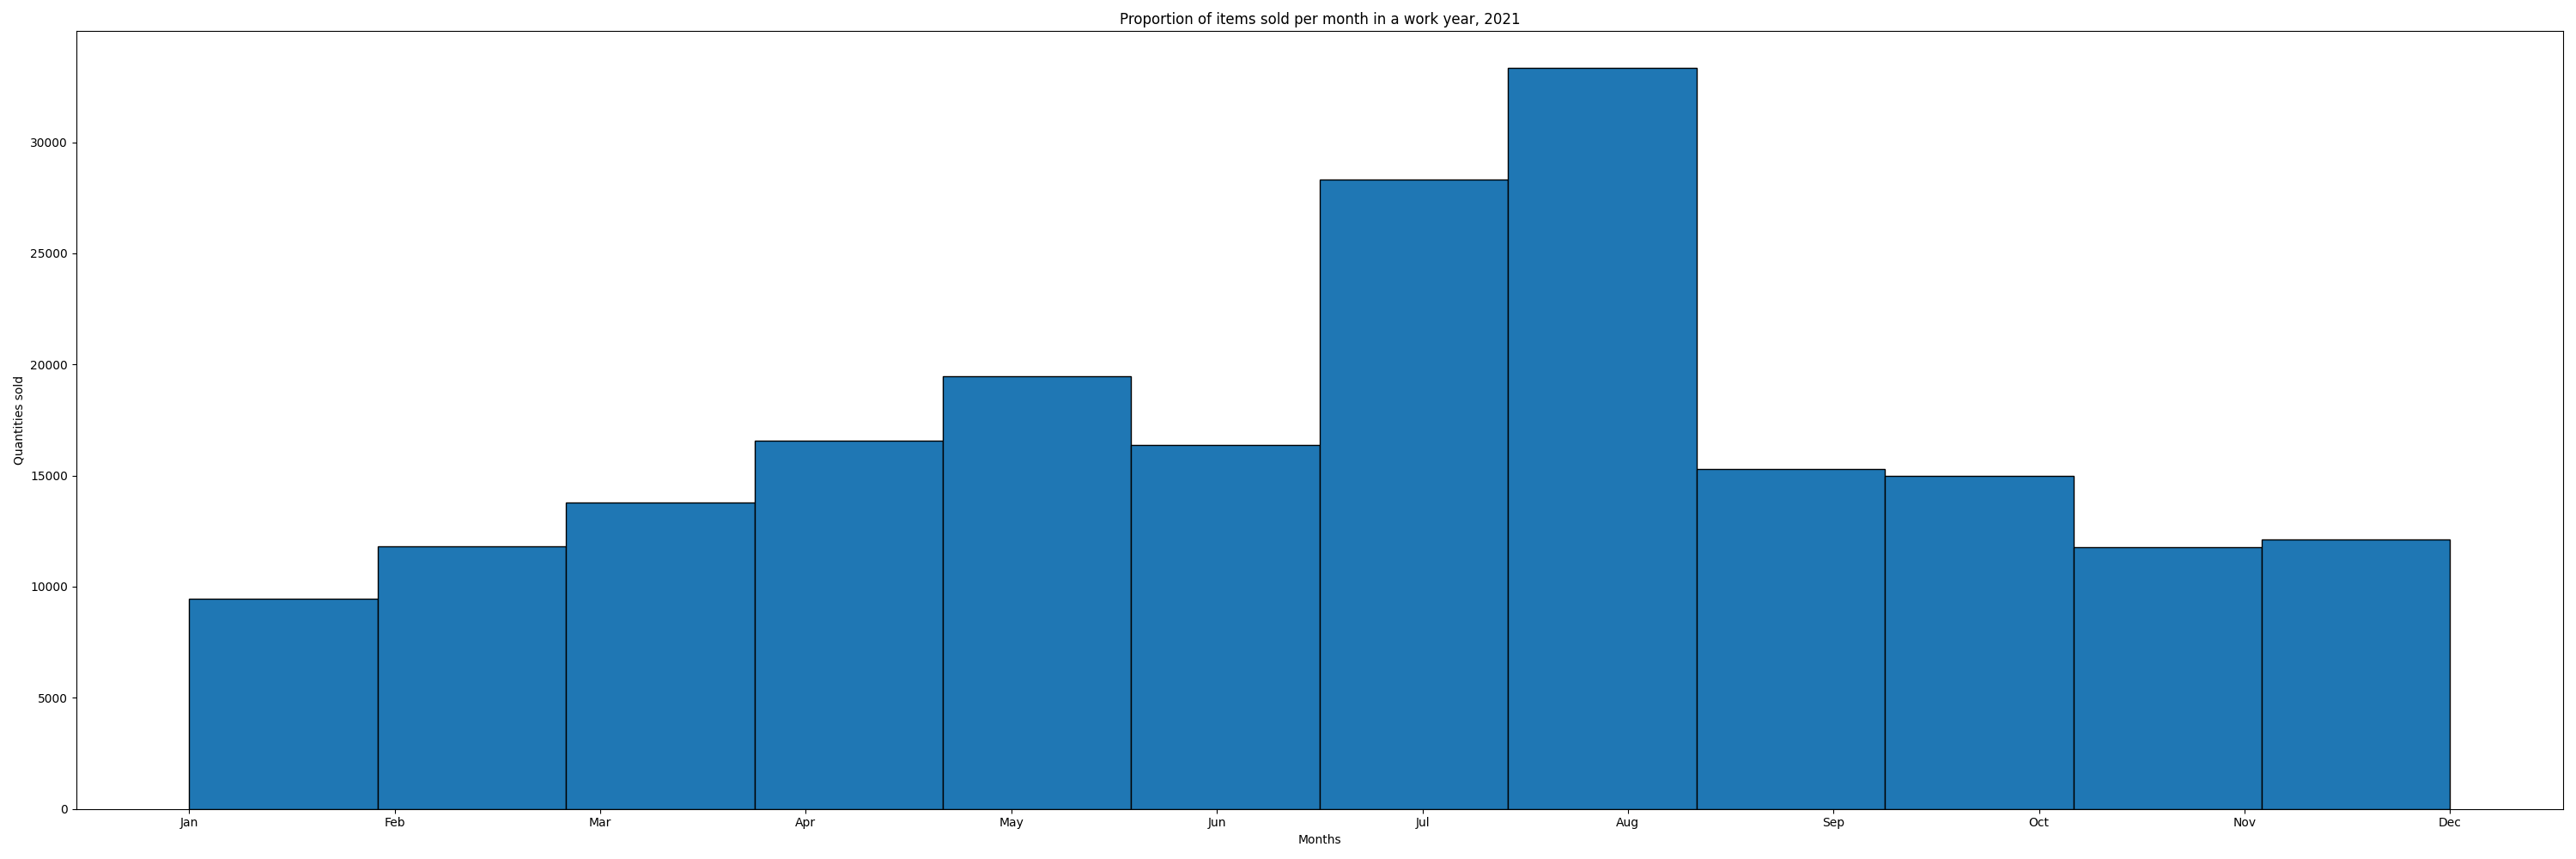 Proportion of items sold per month in a work year, 2021
30000
25000
20000
15000
10000
5000
0
Quantities sold
Jan Feb Mar Apr May Jun Jul Aug Sep Oct Nov Dec
Months